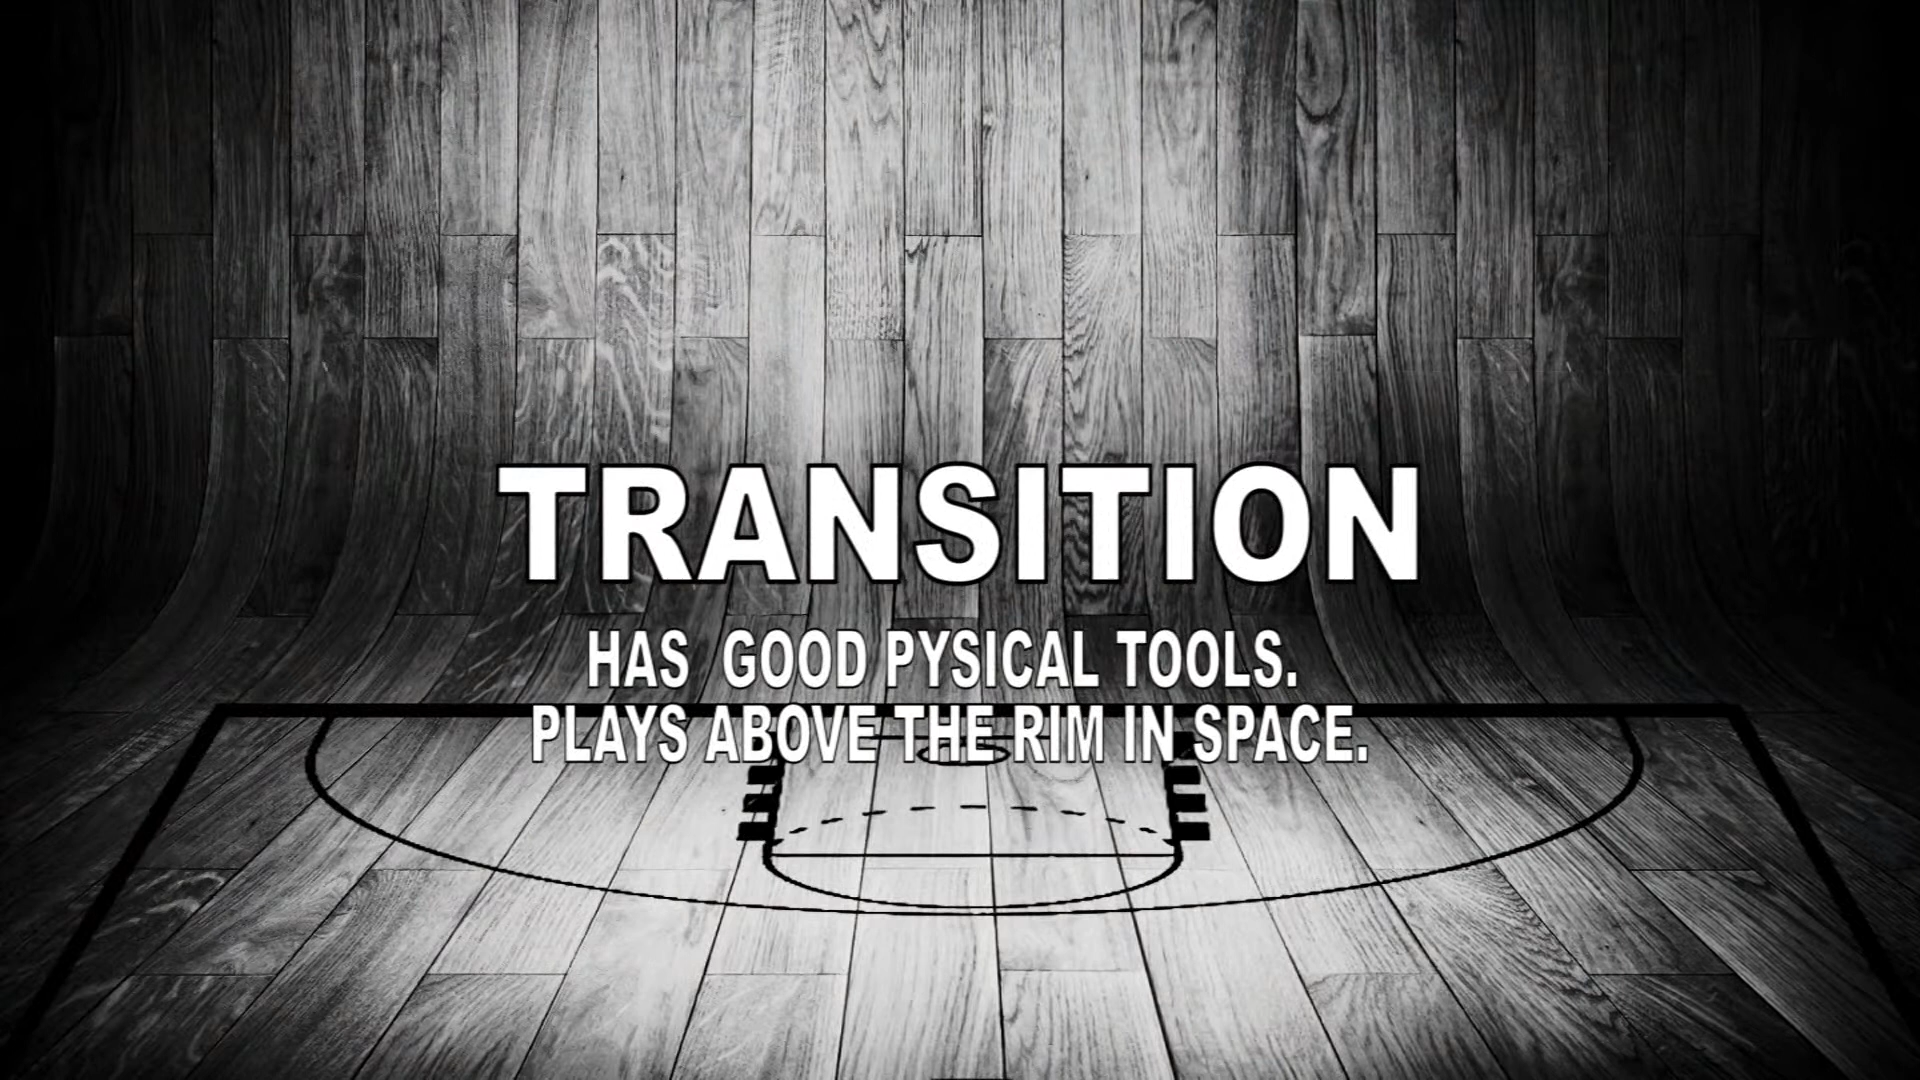 TRANSITION
HAS GOOD PYSICAL TOOLS.
PLAYS ABOVE THE RIM IN SPACE.